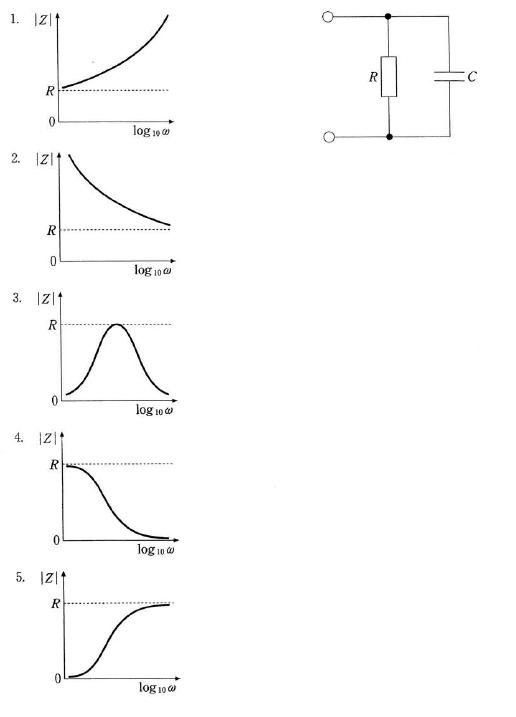 1. |Z|
R
0
log₁₀ω
2. |Z|
R
0
log₁₀ω
3. |Z|
R
0
log₁₀ω
4. |Z|
R
0
log₁₀ω
5. |Z|
R
0
log₁₀ω
R C